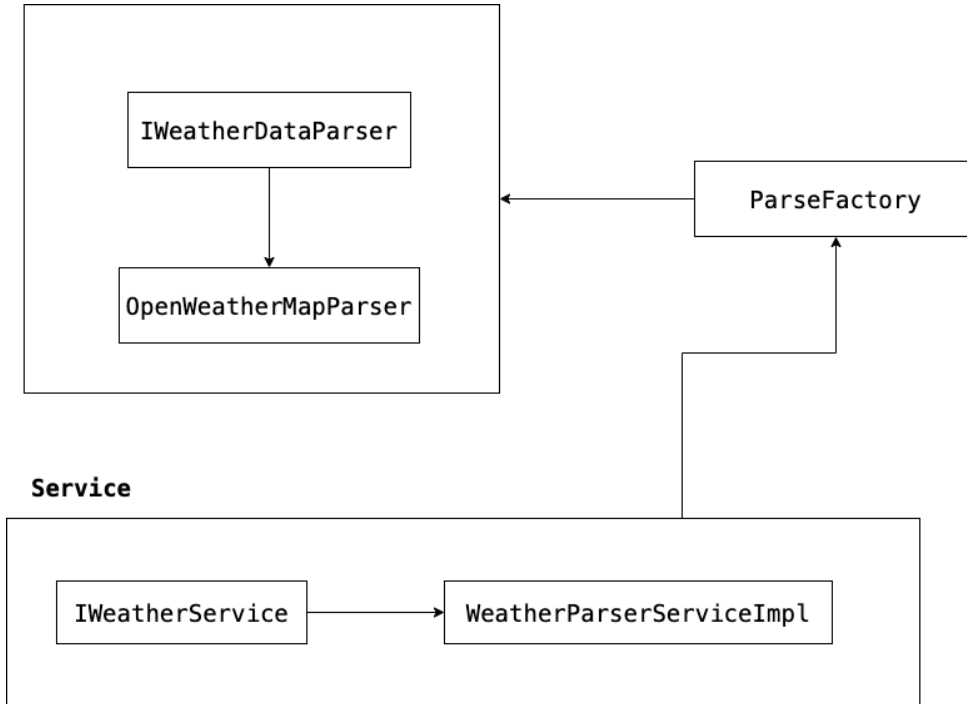 IWeatherDataParser
ParseFactory
OpenWeatherMapParser
Service
IWeatherService
WeatherParserServiceImpl